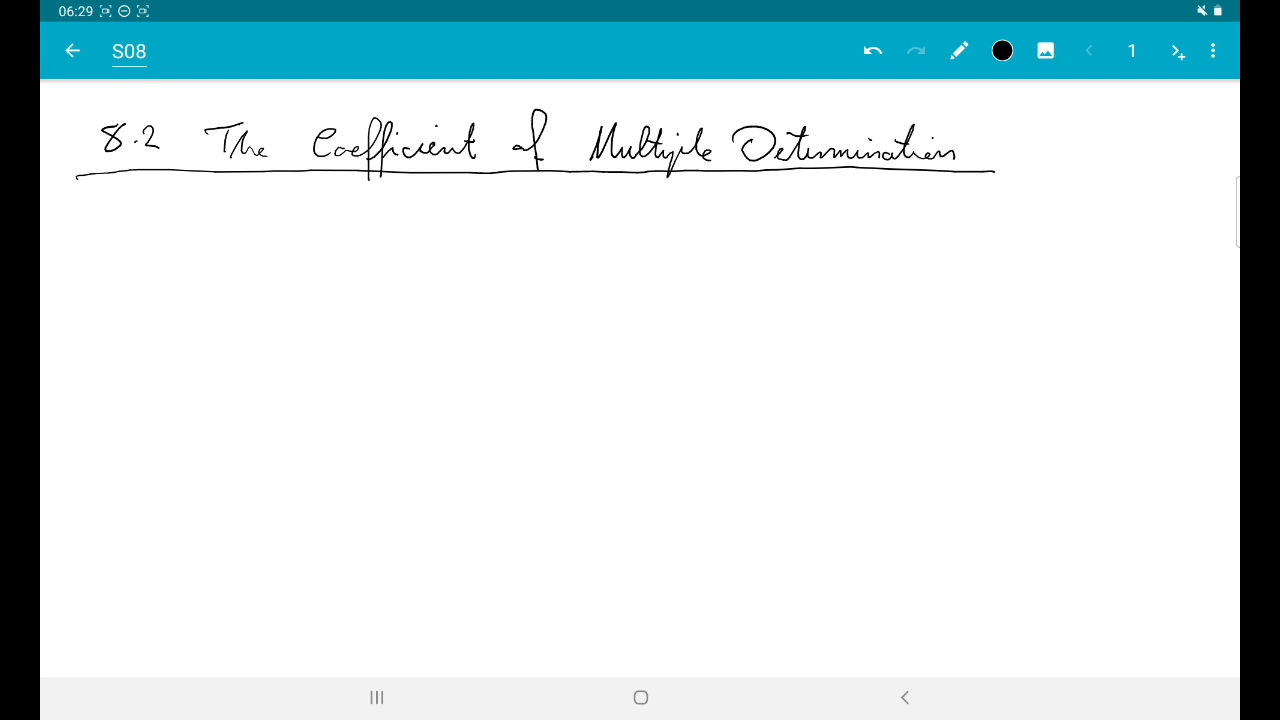 06:29
S08
1
8.2 The Coefficient of Multiple Determination